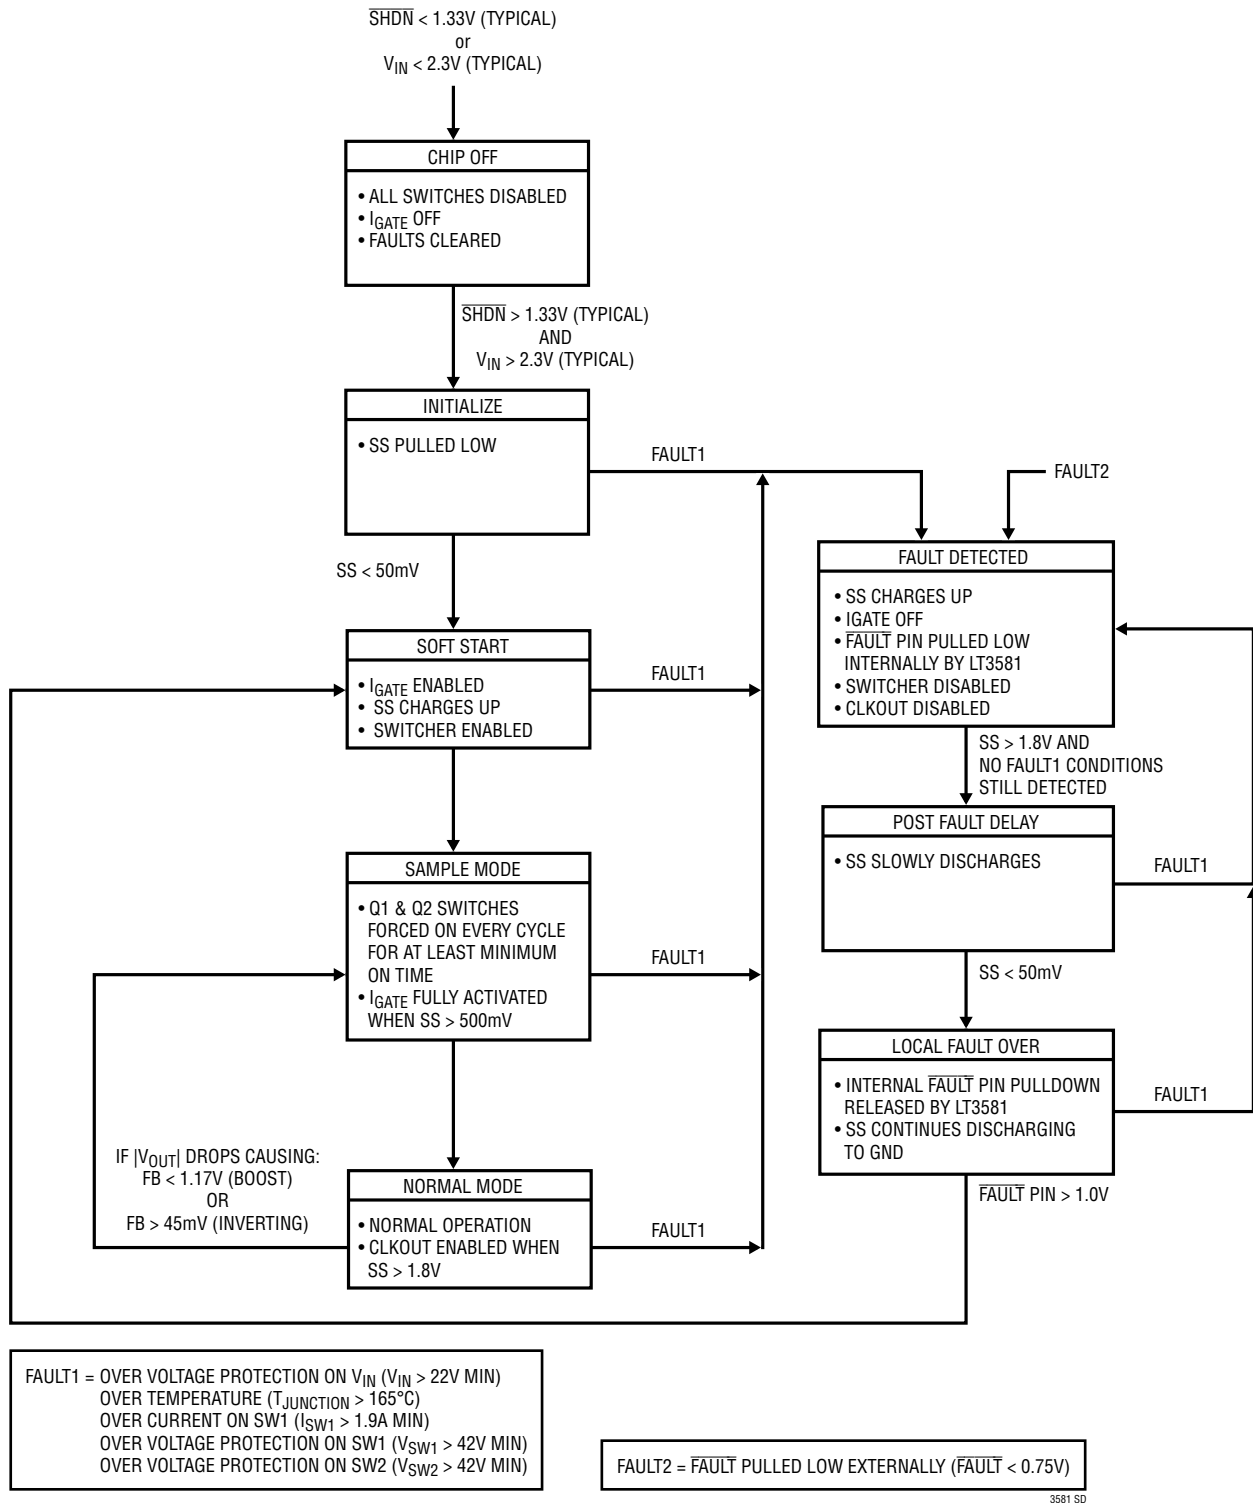 SHDN < 1.33V (TYPICAL)
or
VIN < 2.3V (TYPICAL)
CHIP OFF
• ALL SWITCHES DISABLED
• IGATE OFF
• FAULTS CLEARED
SHDN > 1.33V (TYPICAL)
AND
VIN > 2.3V (TYPICAL)
INITIALIZE
• SS PULLED LOW
FAULT1
SS < 50mV
SOFT START
• IGATE ENABLED
• SS CHARGES UP
• SWITCHER ENABLED
FAULT1
SAMPLE MODE
• Q1 & Q2 SWITCHES
FORCED ON EVERY CYCLE
FOR AT LEAST MINIMUM
ON TIME
• IGATE FULLY ACTIVATED
WHEN SS > 500mV
FAULT1
IF |VOUT| DROPS CAUSING:
FB < 1.17V (BOOST)
OR
FB > 45mV (INVERTING)
NORMAL MODE
• NORMAL OPERATION
• CLKOUT ENABLED WHEN
SS > 1.8V
FAULT1
FAULT2
FAULT DETECTED
• SS CHARGES UP
• IGATE OFF
• FAULT PIN PULLED LOW
INTERNALLY BY LT3581
• SWITCHER DISABLED
• CLKOUT DISABLED
SS > 1.8V AND
NO FAULT1 CONDITIONS
STILL DETECTED
POST FAULT DELAY
• SS SLOWLY DISCHARGES
FAULT1
SS < 50mV
LOCAL FAULT OVER
• INTERNAL FAULT PIN PULLDOWN
RELEASED BY LT3581
• SS CONTINUES DISCHARGING
TO GND
FAULT1
FAULT PIN > 1.0V
FAULT1 = OVER VOLTAGE PROTECTION ON VIN (VIN > 22V MIN)
OVER TEMPERATURE (TJUNCTION > 165°C)
OVER CURRENT ON SW1 (ISW1 > 1.9A MIN)
OVER VOLTAGE PROTECTION ON SW1 (VSW1 > 42V MIN)
OVER VOLTAGE PROTECTION ON SW2 (VSW2 > 42V MIN)
FAULT2 = FAULT PULLED LOW EXTERNALLY (FAULT < 0.75V)
3581 SD